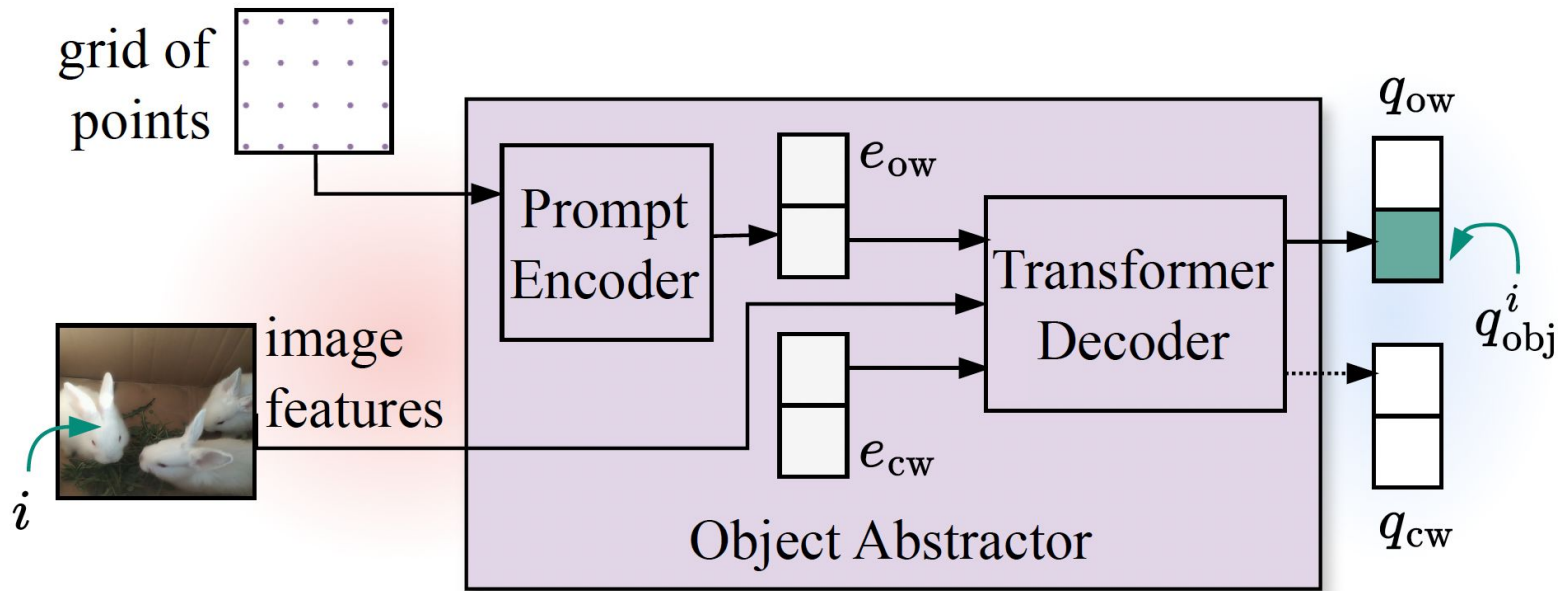 grid of
points
q_ow
e_ow
Prompt
Encoder
Transformer
Decoder
q^i_obj
image
features
e_cw
i
q_cw
Object Abstractor